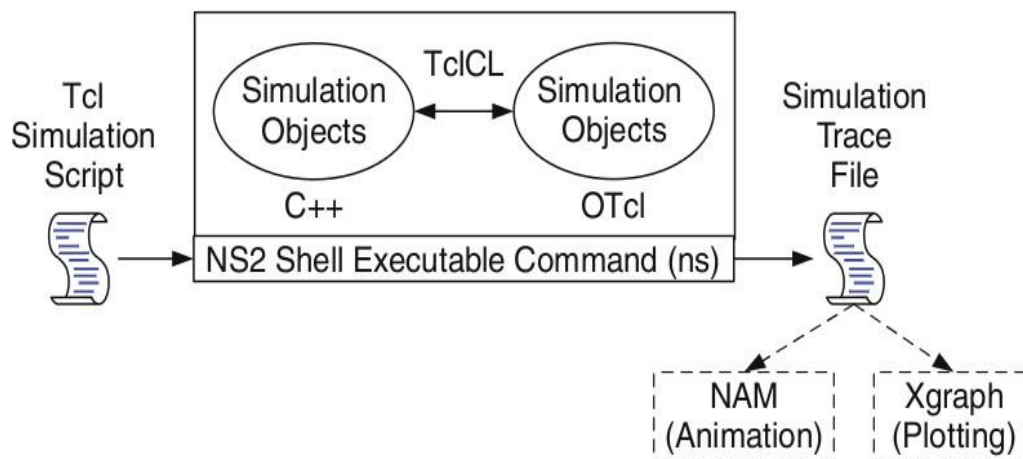 Tcl
Simulation
Script
TclCL
Simulation
Objects
Simulation
Objects
C++
OTcl
NS2 Shell Executable Command (ns)
Simulation
Trace
File
NAM
(Animation)
Xgraph
(Plotting)